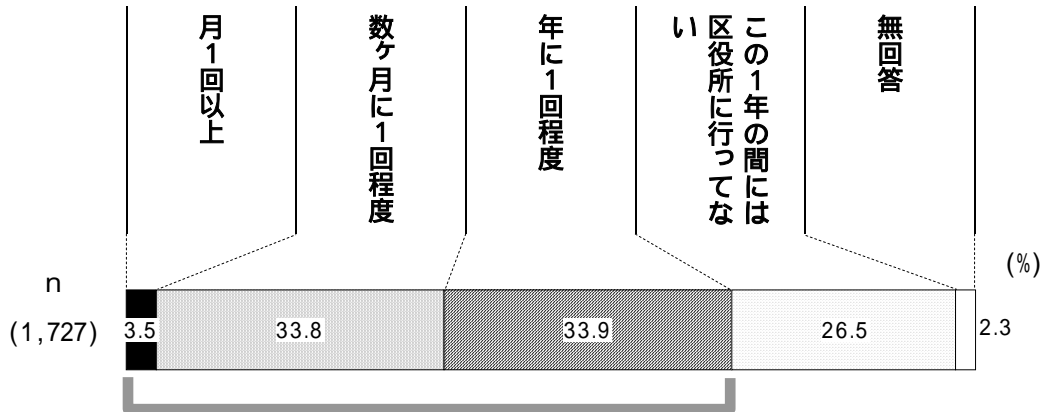 月1回以上
数ヶ月に1回程度
年に1回程度
この1年の間には
区役所に行ってな
い
無回答
(%)
n
(1,727)
3.5
33.8
33.9
26.5
2.3